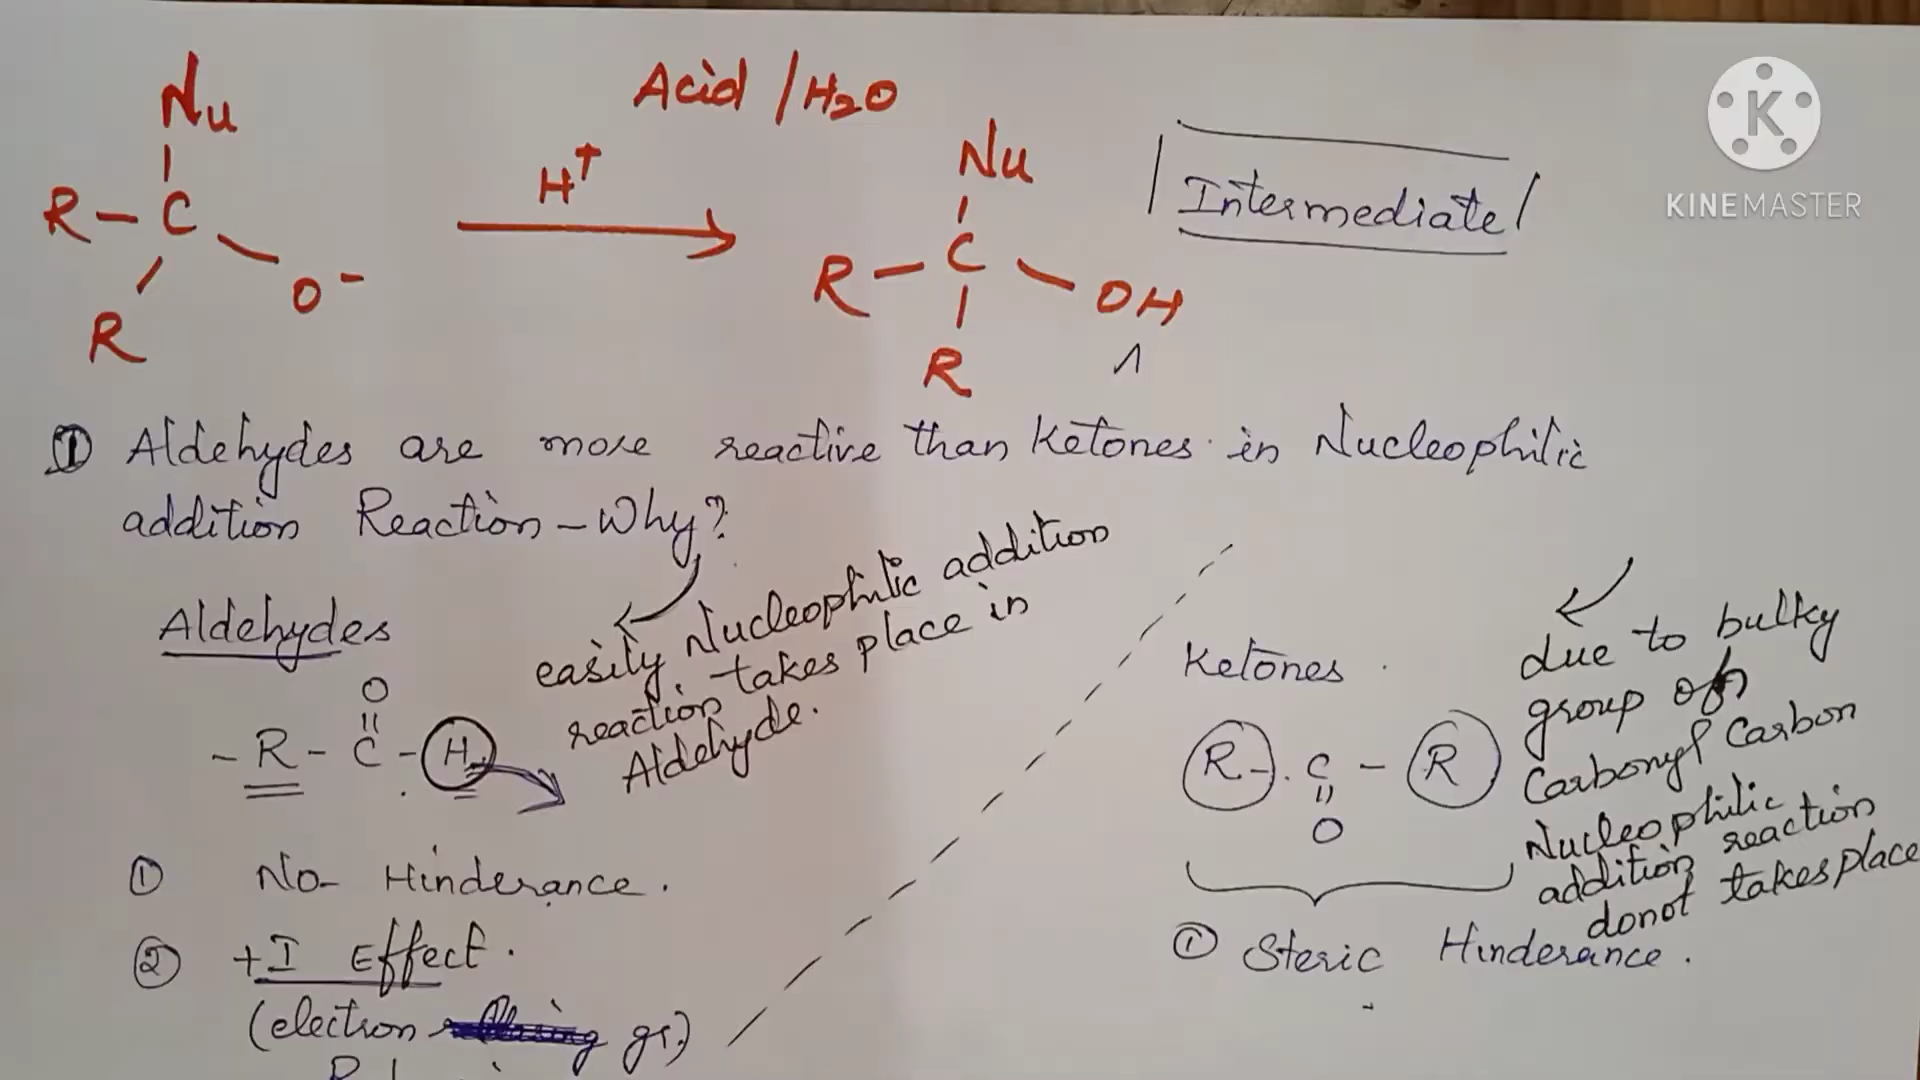 Acid / H2O
Nu
R - C
O-
R
H+
Nu
R - C - OH
R
Intermediate
KINEMASTER
① Aldehydes are more reactive than Ketones in Nucleophilic
addition Reaction - Why?
Aldehydes
O
- R - C - H
easily Nucleophilic addition
reaction takes place in
Aldehyde.
① No- Hinderance.
② + I Effect.
(electron gr.)
Ketones
R - C - R
O
due to bulky
group of
Carbonyl Carbon
Nucleophilic
addition reaction
donot takes place
① Steric Hinderance.